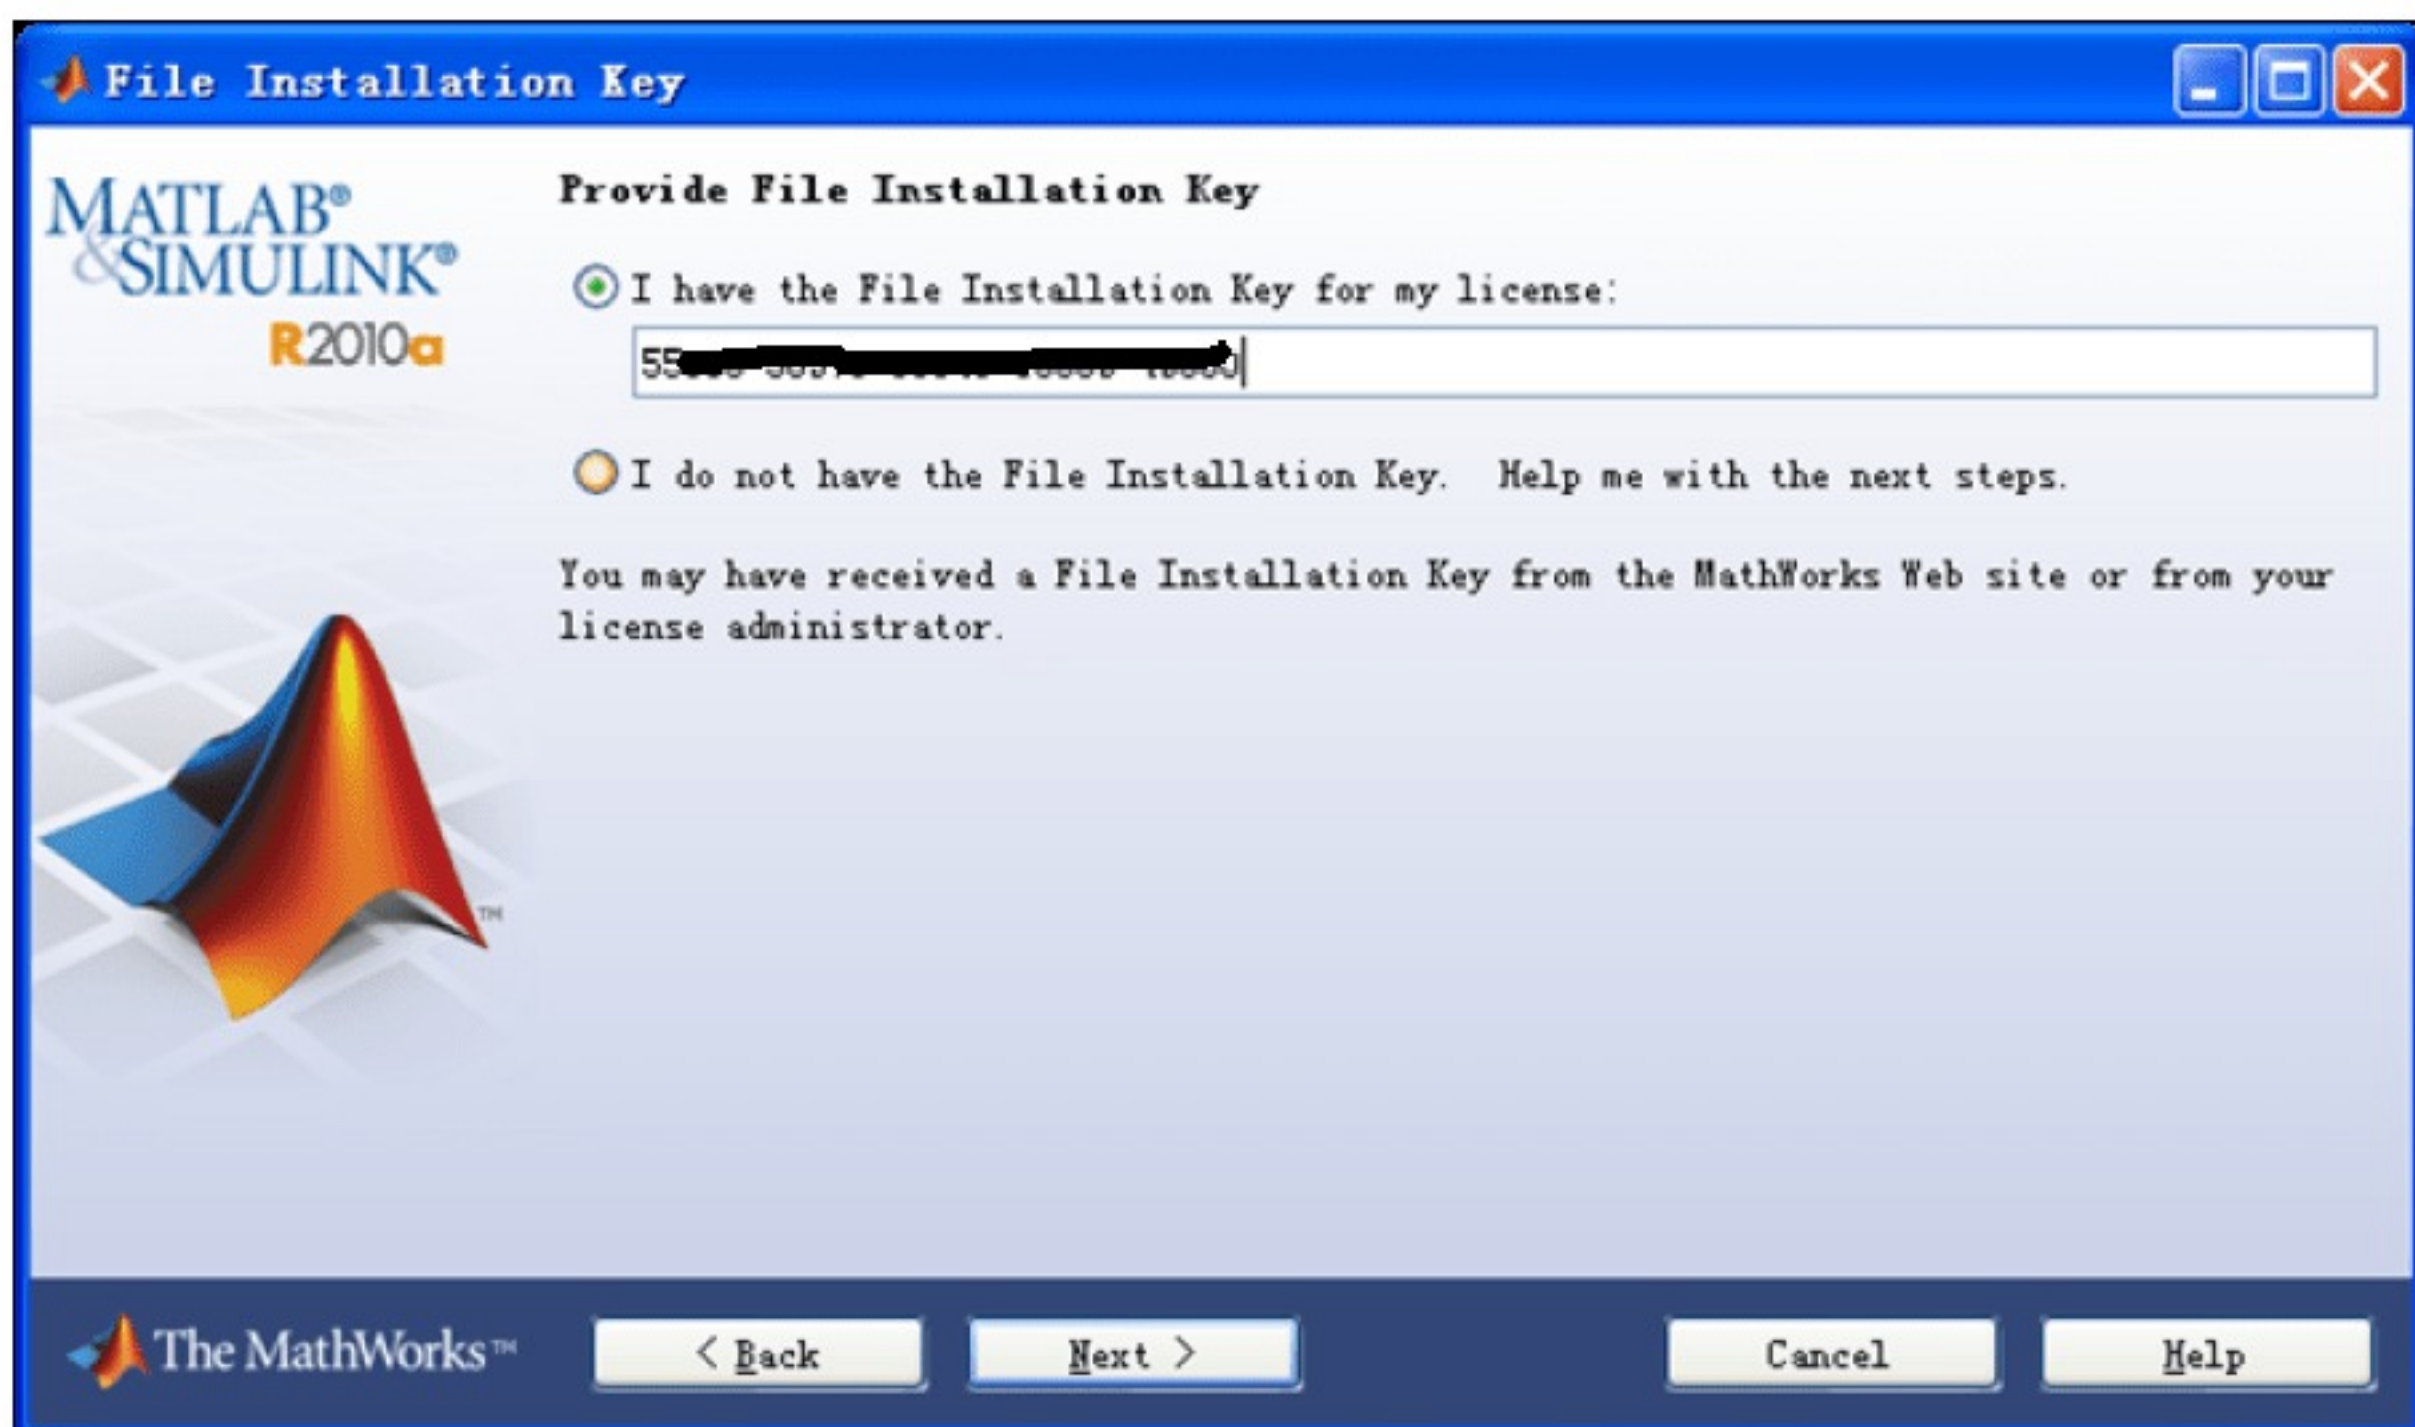 File Installation Key
MATLAB®
&SIMULINK®
R2010a
Provide File Installation Key
I have the File Installation Key for my license:
55
I do not have the File Installation Key. Help me with the next steps.
You may have received a File Installation Key from the MathWorks Web site or from your
license administrator.
TM
The MathWorks™
< Back
Next >
Cancel
Help